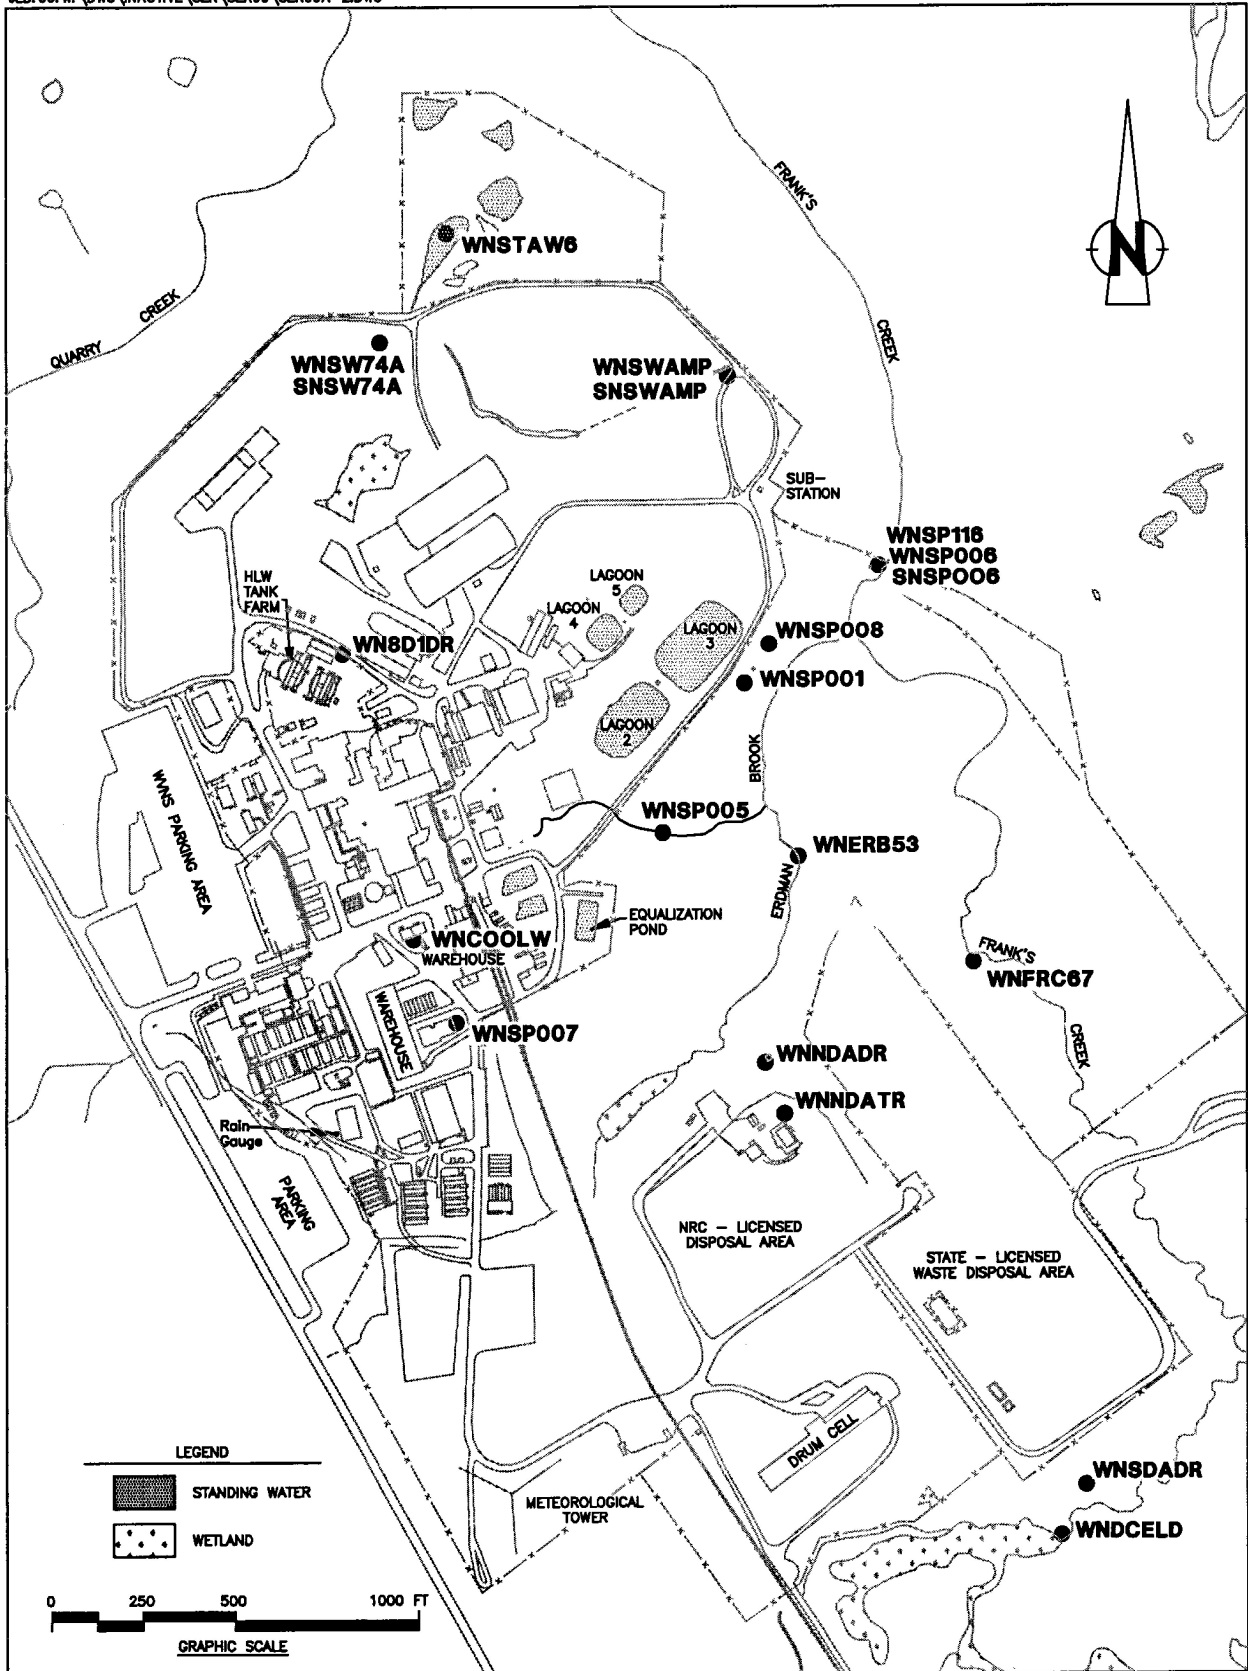 FRANK'S
WNSTAW6
N
CREEK
QUARRY
CREEK
WNSW74A
SNSW74A
WNSWAMP
SNSWAMP
SUB-
STATION
WNSP116
WNSP006
SNSP006
HLW
TANK
FARM
LAGOON
5
LAGOON
4
LAGOON
3
WNSP008
WN8D1DR
WNSP001
LAGOON
2
BROOK
WVNS PARKING AREA
WNSP005
WNERB53
ERDMAN
EQUALIZATION
POND
WNCOOLW
WAREHOUSE
FRANK'S
WNFRC67
WAREHOUSE
WNSP007
CREEK
WNNDADR
WNNDATR
Rain
Gauge
PARKING
AREA
NRC – LICENSED
DISPOSAL AREA
STATE – LICENSED
WASTE DISPOSAL AREA
DRUM CELL
LEGEND
STANDING WATER
WETLAND
METEOROLOGICAL
TOWER
WNSDADR
WNDCELD
0 250 500 1000 FT
GRAPHIC SCALE